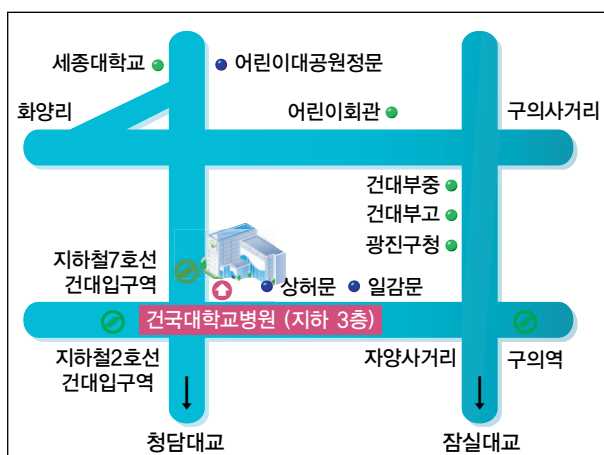 세종대학교
어린이대공원정문
화양리
어린이회관
구의사거리
건대부중
건대부고
광진구청
지하철7호선
건대입구역
상허문
일감문
건국대학교병원 (지하 3층)
지하철2호선
건대입구역
자양사거리
구의역
청담대교
잠실대교